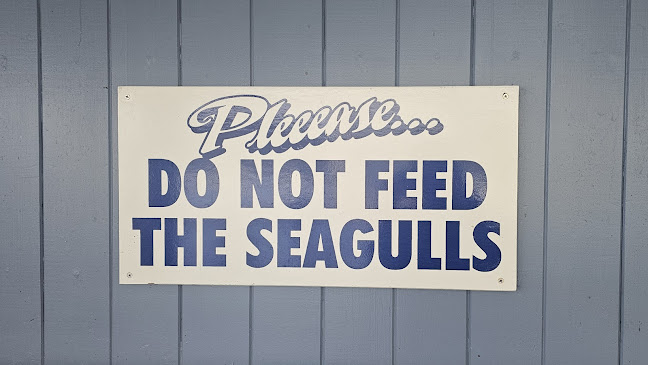 Pleeease...
DO NOT FEED
THE SEAGULLS